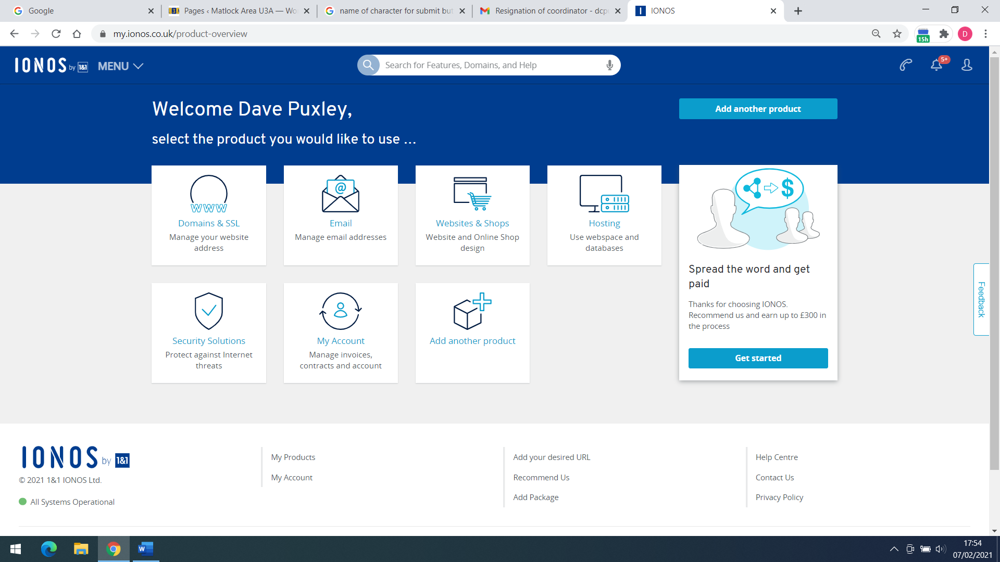 Google
Pages ‹ Matlock Area U3A — Wo
name of character for submit but
Resignation of coordinator - dcp
IONOS
my.ionos.co.uk/product-overview
15h
D
IONOS by 1&1
MENU
Search for Features, Domains, and Help
5+
Welcome Dave Puxley,
Add another product
select the product you would like to use ...
www
Domains & SSL
Manage your website
address
@
Email
Manage email addresses
Websites & Shops
Website and Online Shop
design
Hosting
Use webspace and
databases
$
Spread the word and get
paid
Thanks for choosing IONOS.
Recommend us and earn up to £300 in
the process
Get started
Feedback
Security Solutions
Protect against Internet
threats
My Account
Manage invoices,
contracts and account
Add another product
IONOS by 1&1
© 2021 1&1 IONOS Ltd.
All Systems Operational
My Products
My Account
Add your desired URL
Recommend Us
Add Package
Help Centre
Contact Us
Privacy Policy
W
17:54
07/02/2021